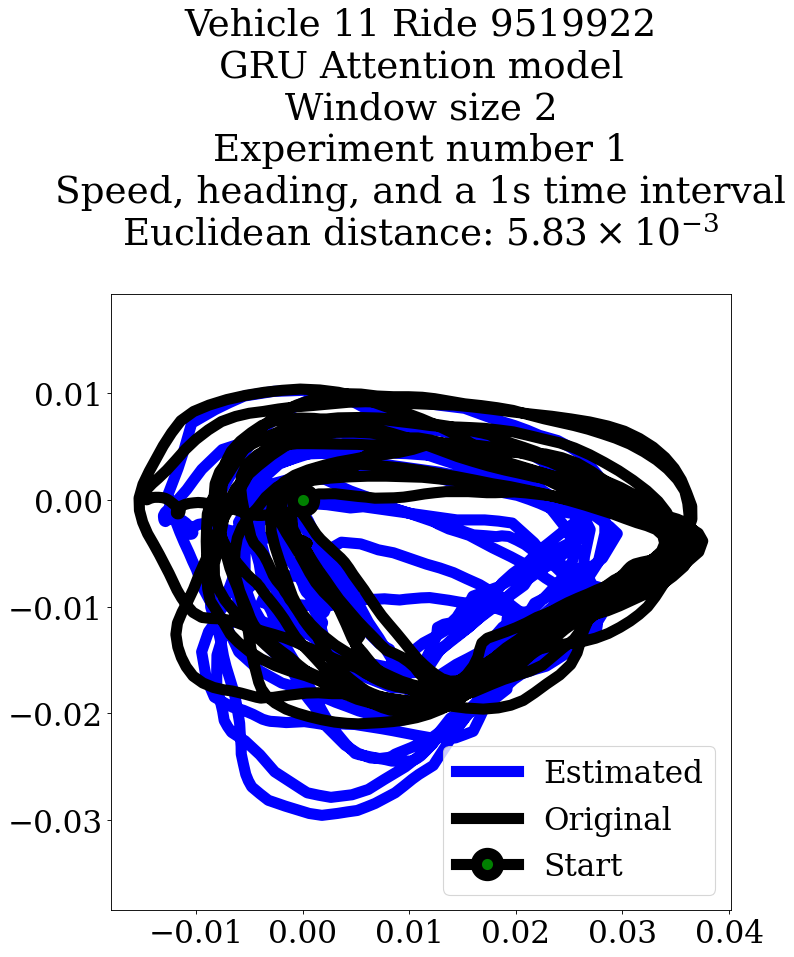 Vehicle 11 Ride 9519922
GRU Attention model
Window size 2
Experiment number 1
Speed, heading, and a 1s time interval
Euclidean distance: 5.83 × 10⁻³
0.01
0.00
−0.01
−0.02
−0.03
Estimated
Original
Start
−0.01 0.00 0.01 0.02 0.03 0.04